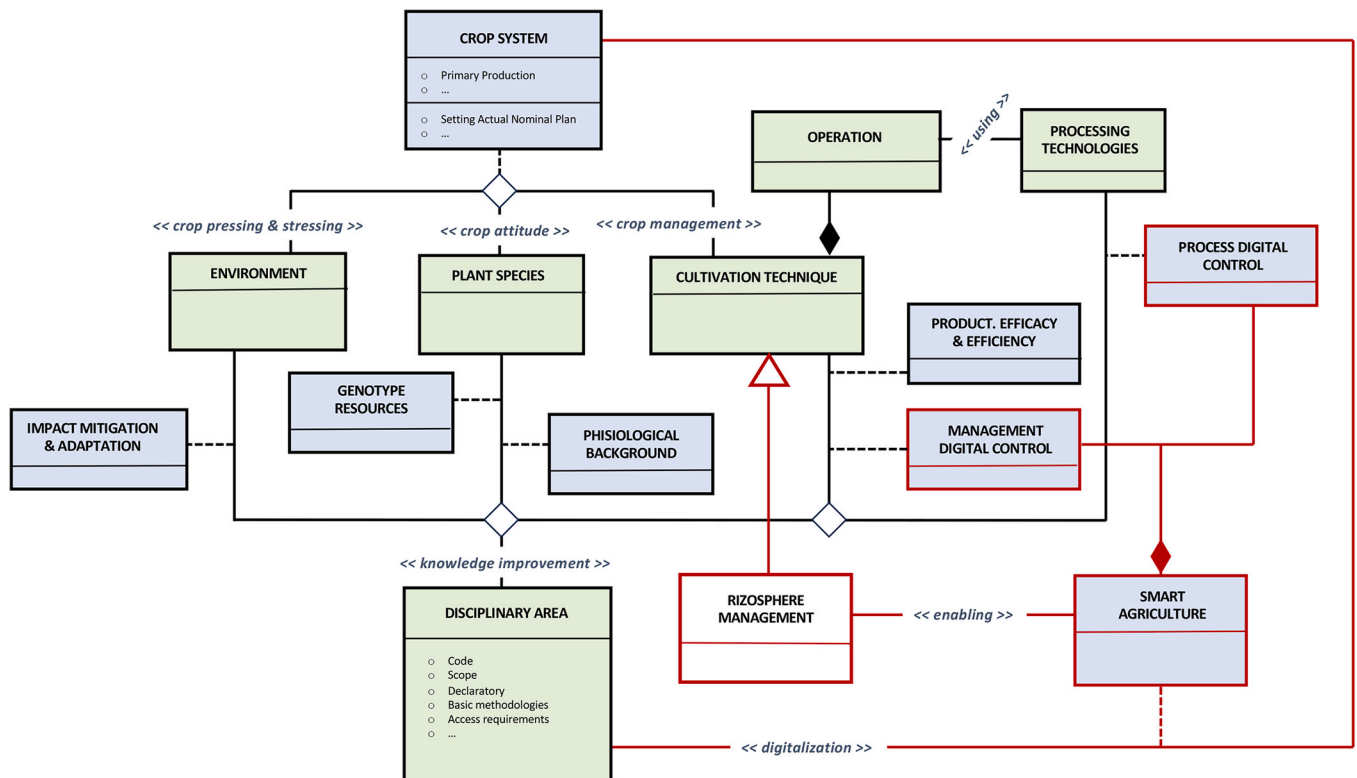 CROP SYSTEM
○ Primary Production
○ ...
○ Setting Actual Nominal Plan
○ ...
OPERATION
<< using >>
PROCESSING
TECHNOLOGIES
<< crop pressing & stressing >>
<< crop attitude >>
<< crop management >>
ENVIRONMENT
PLANT SPECIES
CULTIVATION TECHNIQUE
PROCESS DIGITAL
CONTROL
PRODUCT. EFFICACY
& EFFICIENCY
GENOTYPE
RESOURCES
IMPACT MITIGATION
& ADAPTATION
PHISIOLOGICAL
BACKGROUND
MANAGEMENT
DIGITAL CONTROL
<< knowledge improvement >>
DISCIPLINARY AREA
○ Code
○ Scope
○ Declaratory
○ Basic methodologies
○ Access requirements
○ ...
RIZOSPHERE
MANAGEMENT
<< enabling >>
SMART
AGRICULTURE
<< digitalization >>